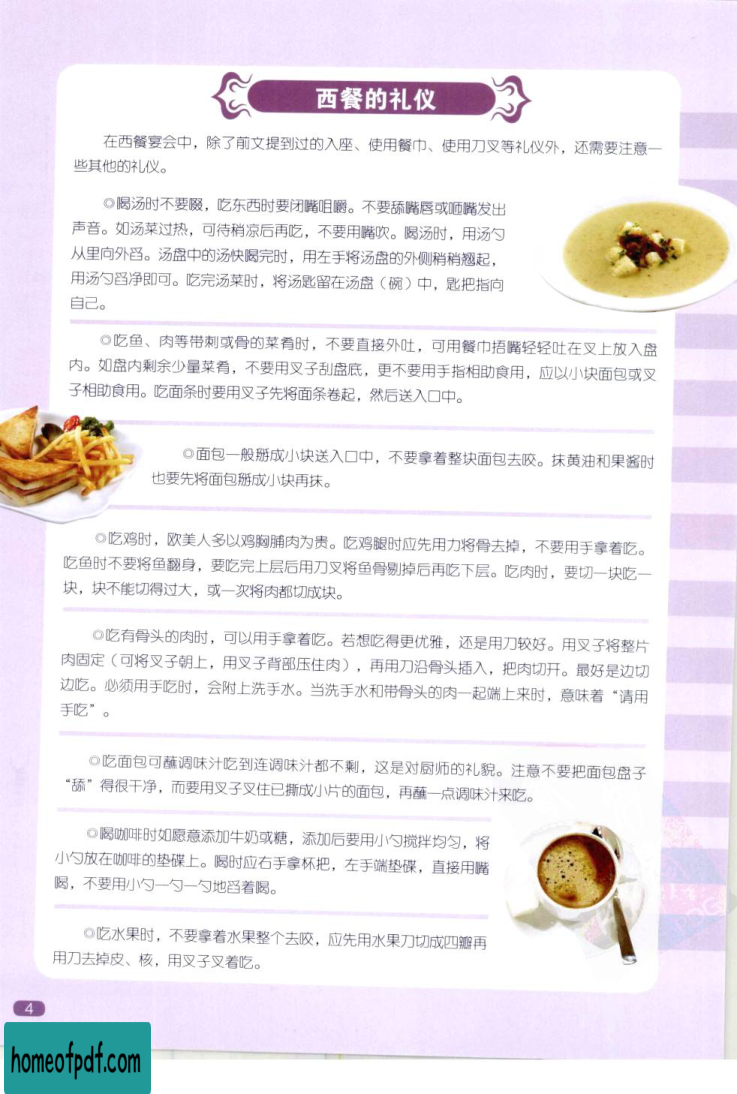 西餐的礼仪
在西餐宴会中，除了前文提到过的入座、使用餐巾、使用刀叉等礼仪外，还需要注意一
些其他的礼仪。
◎喝汤时不要啜，吃东西时要闭嘴咀嚼。不要舔嘴唇或咂嘴发出
声音。如汤菜过热，可待稍凉后再吃，不要用嘴吹。喝汤时，用汤勺
从里向外舀。汤盘中的汤快喝完时，用左手将汤盘的外侧稍稍翘起，
用汤勺舀净即可。吃完汤菜时，将汤匙留在汤盘（碗）中，匙把指向
自己。
◎吃鱼、肉等带刺或骨的菜肴时，不要直接外吐，可用餐巾捂嘴轻轻吐在叉上放入盘
内。如盘内剩余少量菜肴，不要用叉子刮盘底，更不要用手指相助食用，应以小块面包或叉
子相助食用。吃面条时要用叉子先将面条卷起，然后送入口中。
◎面包一般掰成小块送入口中，不要拿着整块面包去咬。抹黄油和果酱时
也要先将面包掰成小块再抹。
◎吃鸡时，欧美人多以鸡胸脯肉为贵。吃鸡腿时应先用力将骨去掉，不要用手拿着吃。
吃鱼时不要将鱼翻身，要吃完上层后用刀叉将鱼骨剔掉后再吃下层。吃肉时，要切一块吃一
块，块不能切得过大，或一次将肉都切成块。
◎吃有骨头的肉时，可以用手拿着吃。若想吃得更优雅，还是用刀较好。用叉子将整片
肉固定（可将叉子朝上，用叉子背部压住肉），再用刀沿骨头插入，把肉切开。最好是边切
边吃。必须用手吃时，会附上洗手水。当洗手水和带骨头的肉一起端上来时，意味着“请用
手吃”。
◎吃面包可蘸调味汁吃到连调味汁都不剩，这是对厨师的礼貌。注意不要把面包盘子
“舔”得很干净，而要用叉子叉住已撕成小片的面包，再蘸一点调味汁来吃。
◎喝咖啡时如愿意添加牛奶或糖，添加后要用小勺搅拌均匀，将
小勺放在咖啡的垫碟上。喝时应右手拿杯把，左手端垫碟，直接用嘴
喝，不要用小勺一勺一勺地舀着喝。
◎吃水果时，不要拿着水果整个去咬，应先用水果刀切成四瓣再
用刀去掉皮、核，用叉子叉着吃。
4
homeofpdf.com